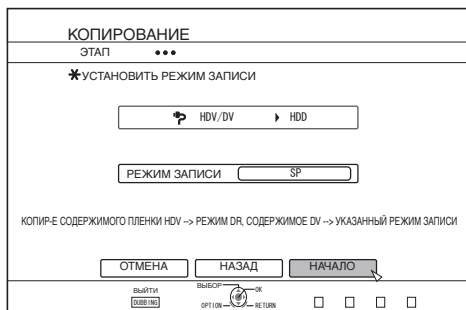 КОПИРОВАНИЕ
ЭТАП
УСТАНОВИТЬ РЕЖИМ ЗАПИСИ
HDV/DV HDD
РЕЖИМ ЗАПИСИ SP
КОПИР-Е СОДЕРЖИМОГО ПЛЕНКИ HDV --> РЕЖИМ DR, СОДЕРЖИМОЕ DV --> УКАЗАННЫЙ РЕЖИМ ЗАПИСИ
ОТМЕНА НАЗАД НАЧАЛО
ВЫЙТИ ВЫБОР OK
DUBBING OPTION RETURN